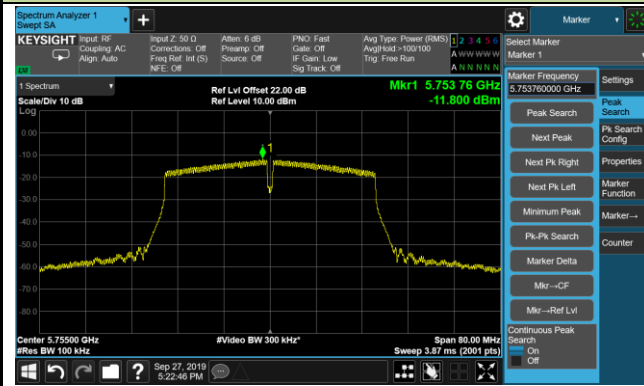 Spectrum Analyzer 1
Swept SA
Marker
KEYSIGHT
Input: RF
Coupling: AC
Align: Auto
Input Z: 50 Ω
Corrections: Off
Freq Ref: Int (S)
NFE: Off
Atten: 6 dB
Preamp: Off
Source: Off
PNO: Fast
Gate: Off
IF Gain: Low
Sig Track: Off
Avg Type: Power (RMS)
Avg|Hold:>100/100
Trig: Free Run
1 2 3 4 5 6
A W W W W W
A N N N N N
Select Marker
Marker 1
1 Spectrum
Scale/Div 10 dB
Ref Lvl Offset 22.00 dB
Ref Level 10.00 dBm
Mkr1 5.753 76 GHz
-11.800 dBm
Log
0.00
-10.0
-20.0
-30.0
-40.0
-50.0
-60.0
-70.0
-80.0
1
Center 5.75500 GHz
#Res BW 100 kHz
#Video BW 300 kHz*
Span 80.00 MHz
Sweep 3.87 ms (2001 pts)
Marker Frequency
5.753760000 GHz
Peak Search
Next Peak
Next Pk Right
Next Pk Left
Minimum Peak
Pk-Pk Search
Marker Delta
Mkr→CF
Mkr→Ref Lvl
Continuous Peak
Search
On
Off
Settings
Peak
Search
Pk Search
Config
Properties
Marker
Function
Marker→
Counter
Sep 27, 2019
5:22:46 PM